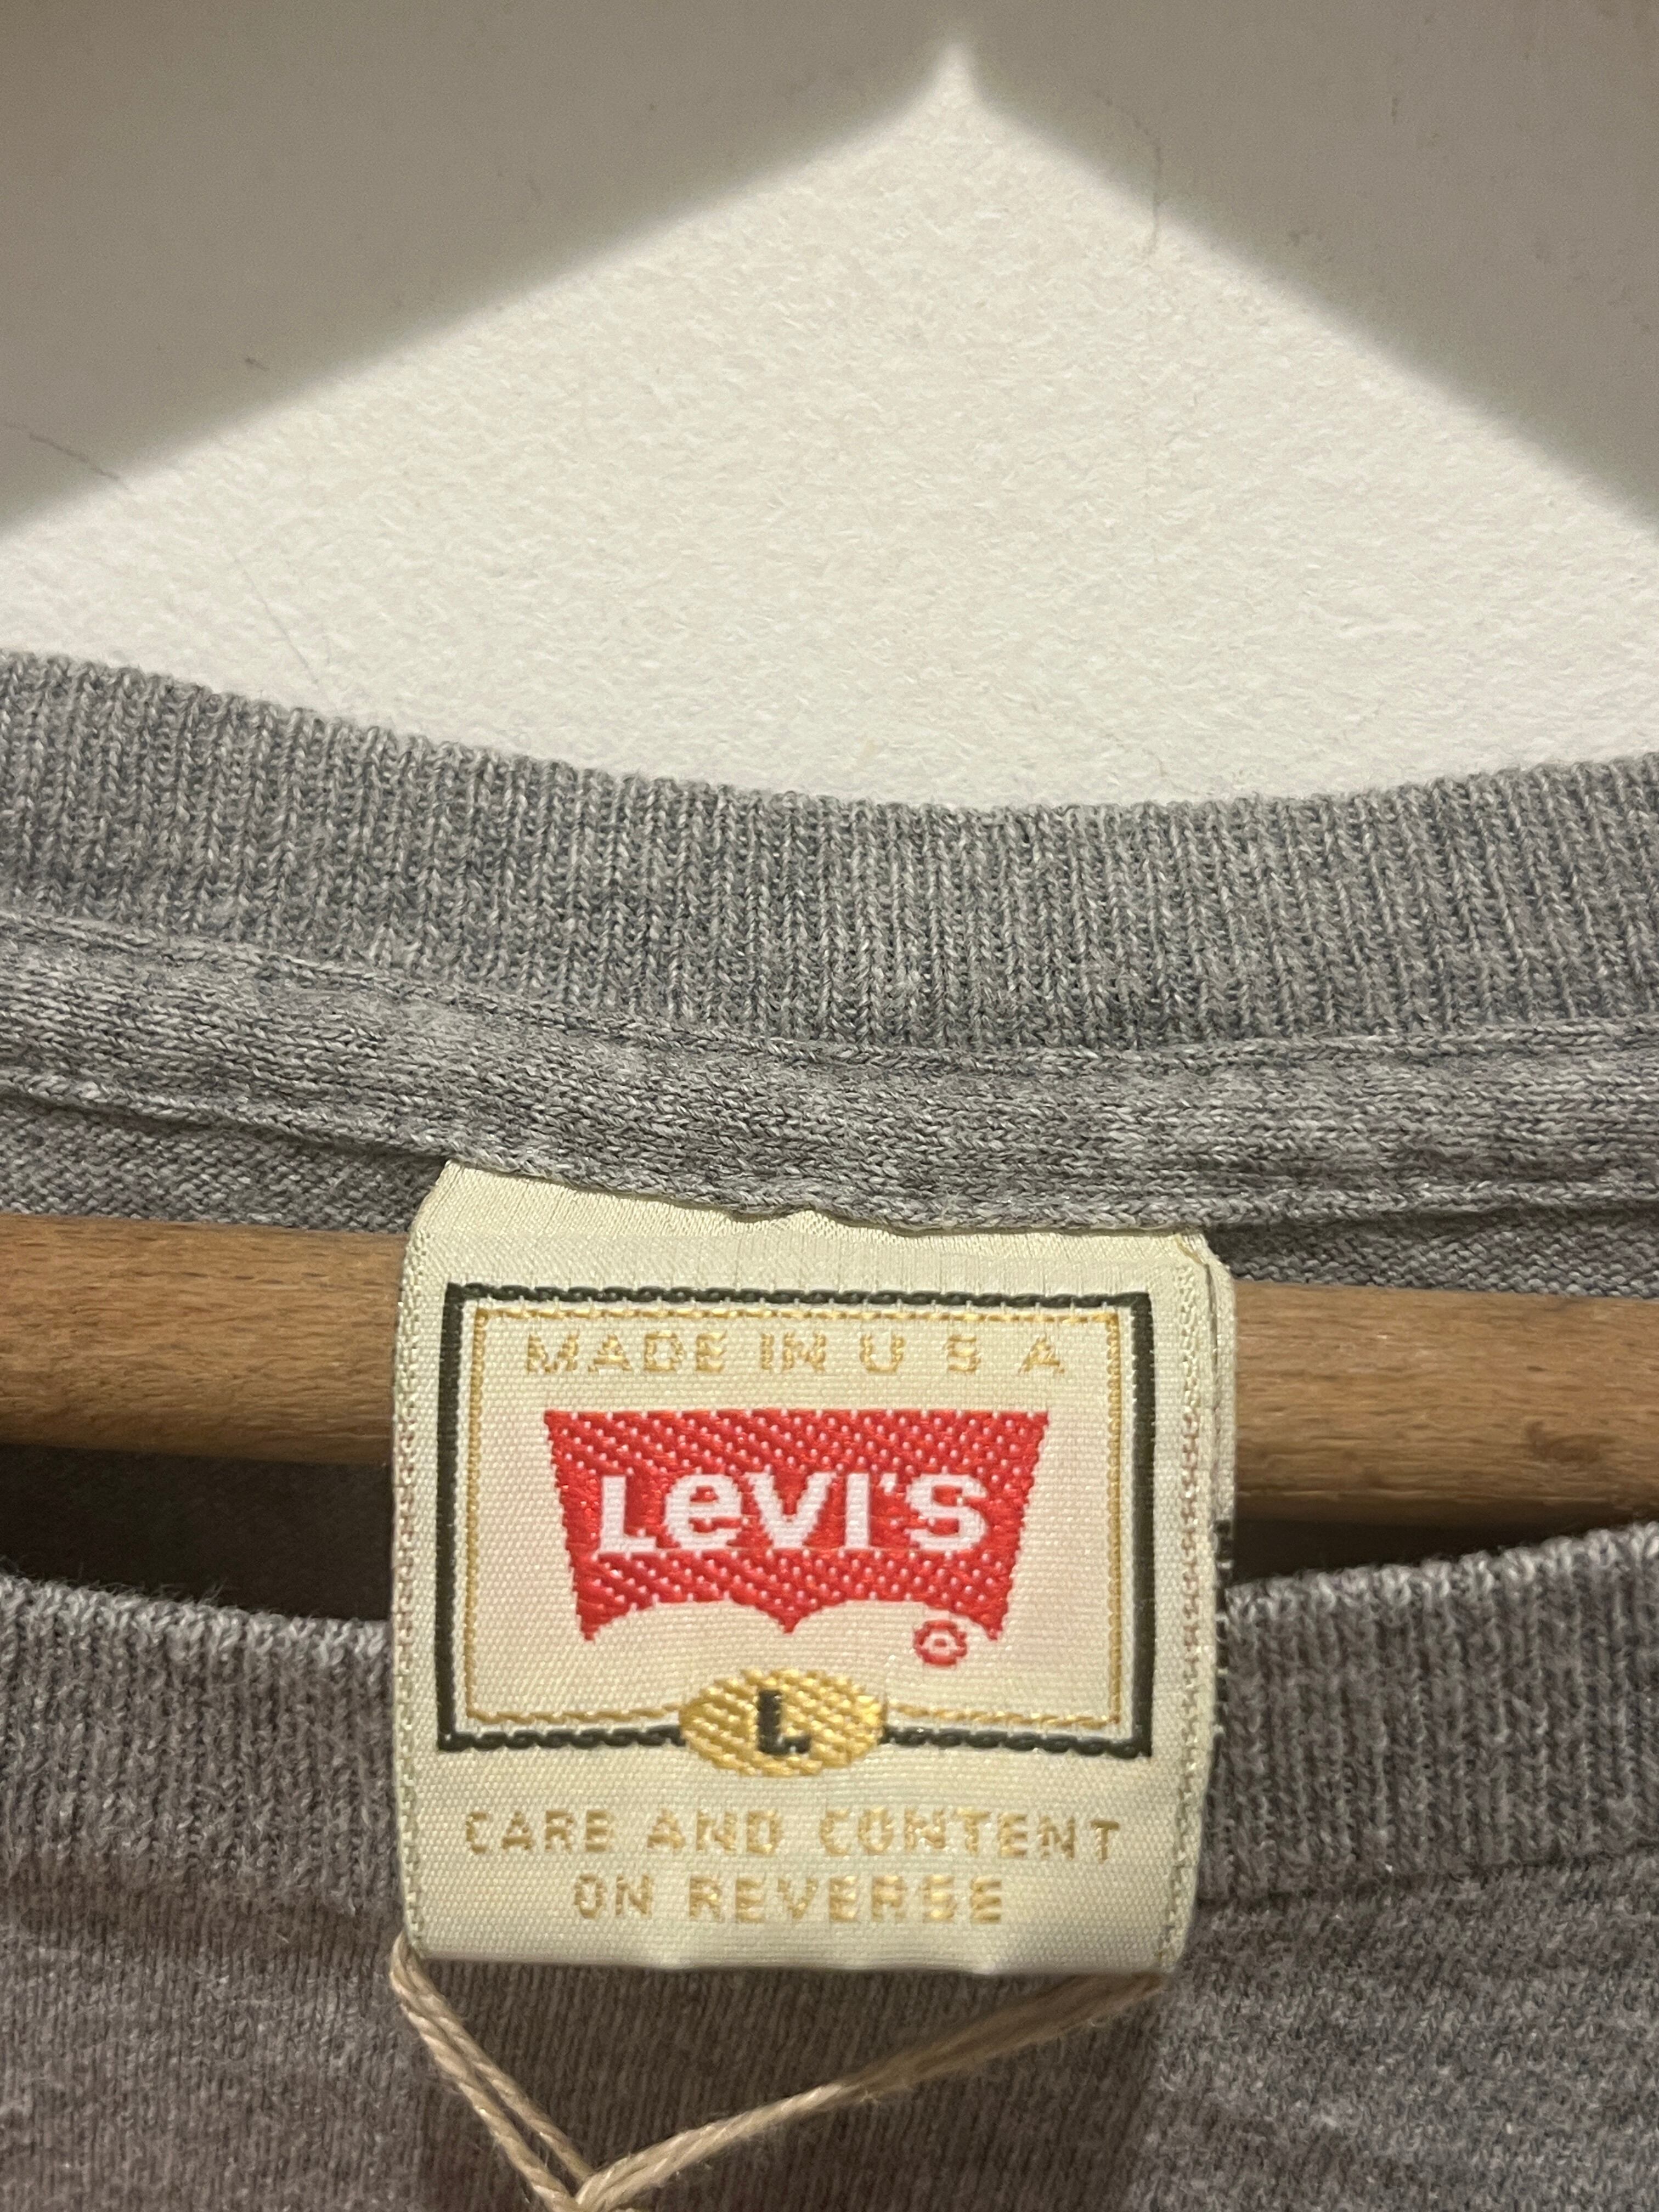 MADE IN U S A
Levi's
®
L
CARE AND CONTENT
ON REVERSE